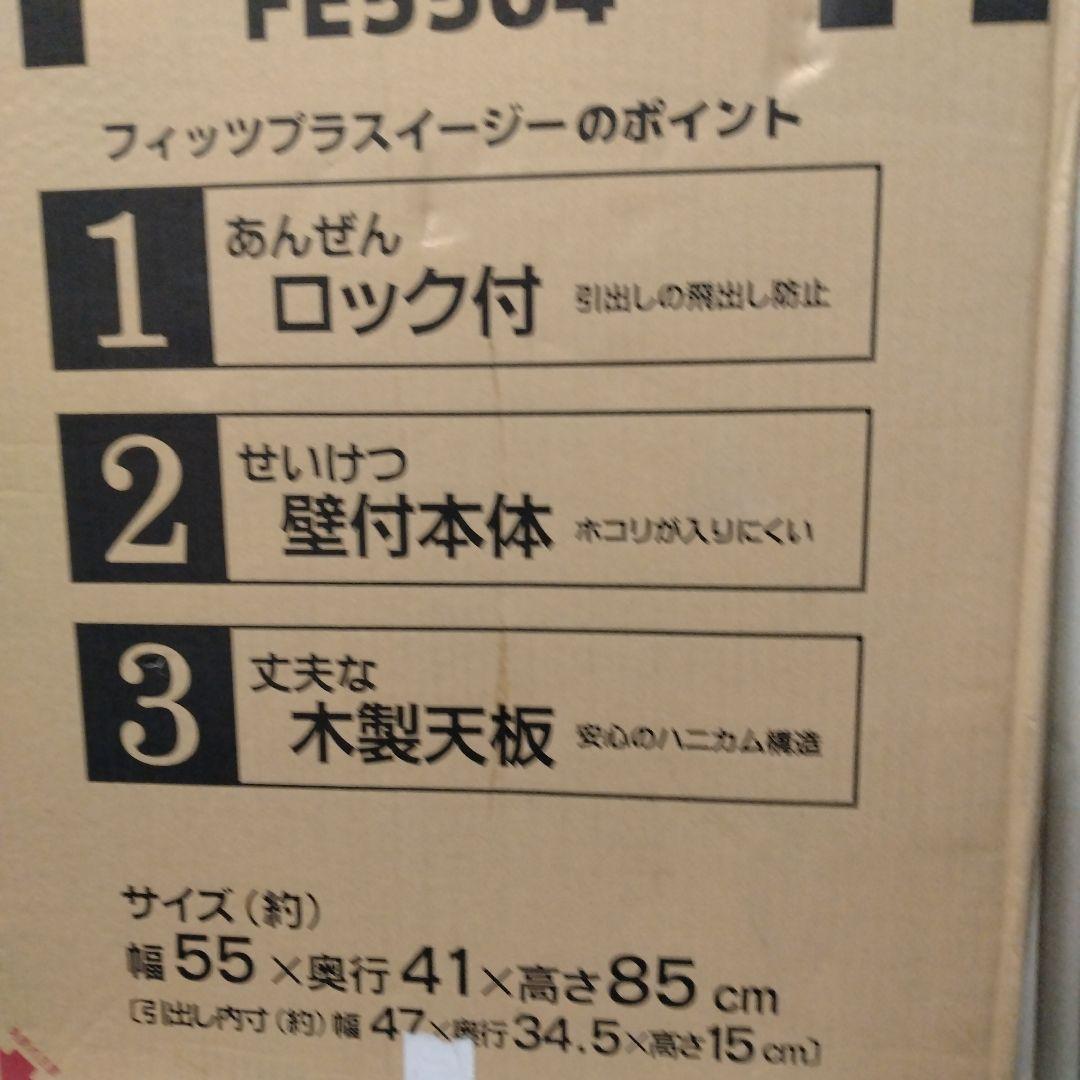 FE5504
フィッツプラスイージーのポイント
1
あんぜん
ロック付 引出しの飛出し防止
2
せいけつ
壁付本体 ホコリが入りにくい
3
丈夫な
木製天板 安心のハニカム構造
サイズ(約)
幅55×奥行41×高さ85cm
〔引出し内寸(約)幅47×奥行34.5×高さ15cm〕